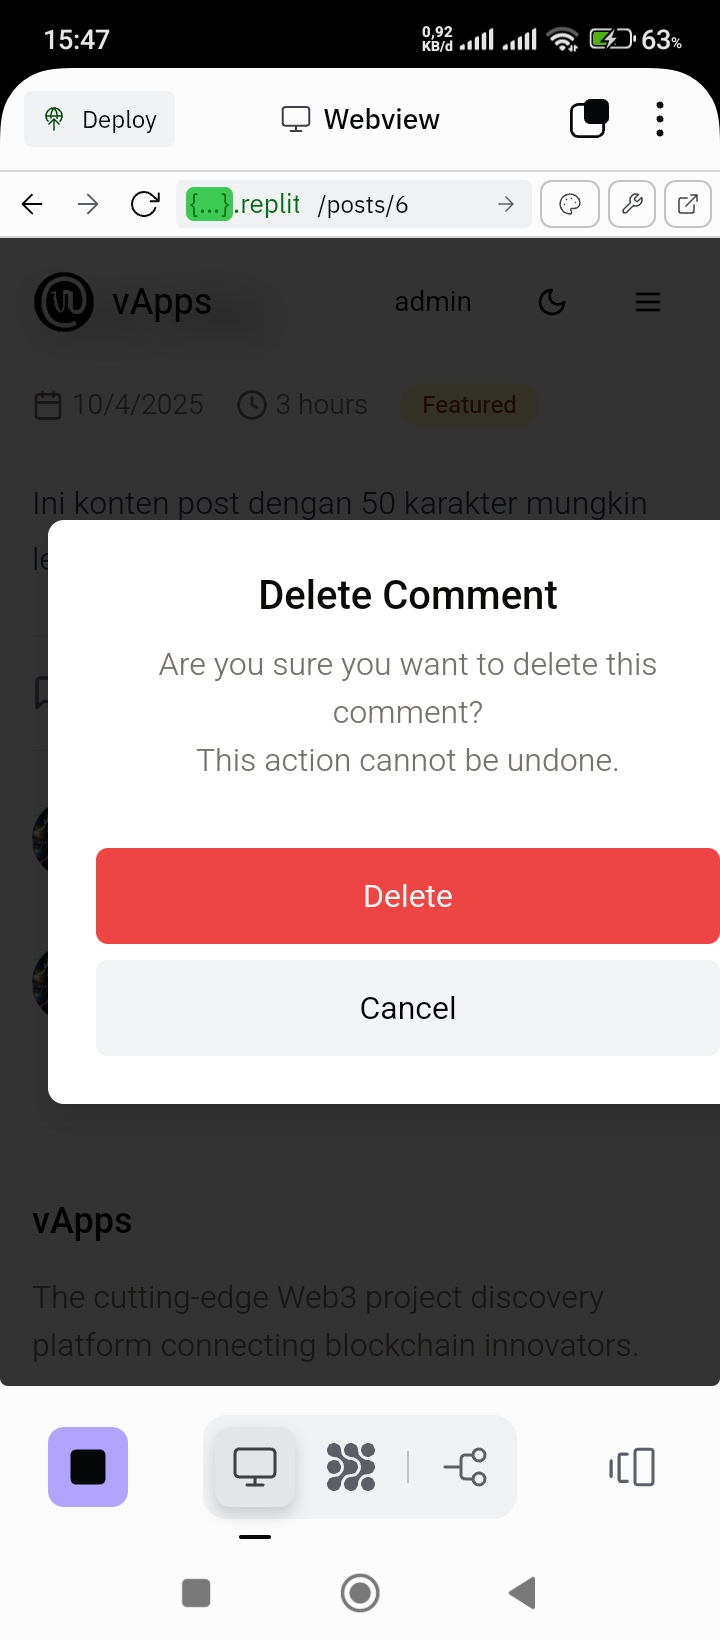 15:47
0,92
KB/d
63%
Deploy
Webview
{...}.replit /posts/6
vApps
admin
10/4/2025
3 hours
Featured
Ini konten post dengan 50 karakter mungkin
Delete Comment
Are you sure you want to delete this
comment?
This action cannot be undone.
Delete
Cancel
vApps
The cutting-edge Web3 project discovery
platform connecting blockchain innovators.